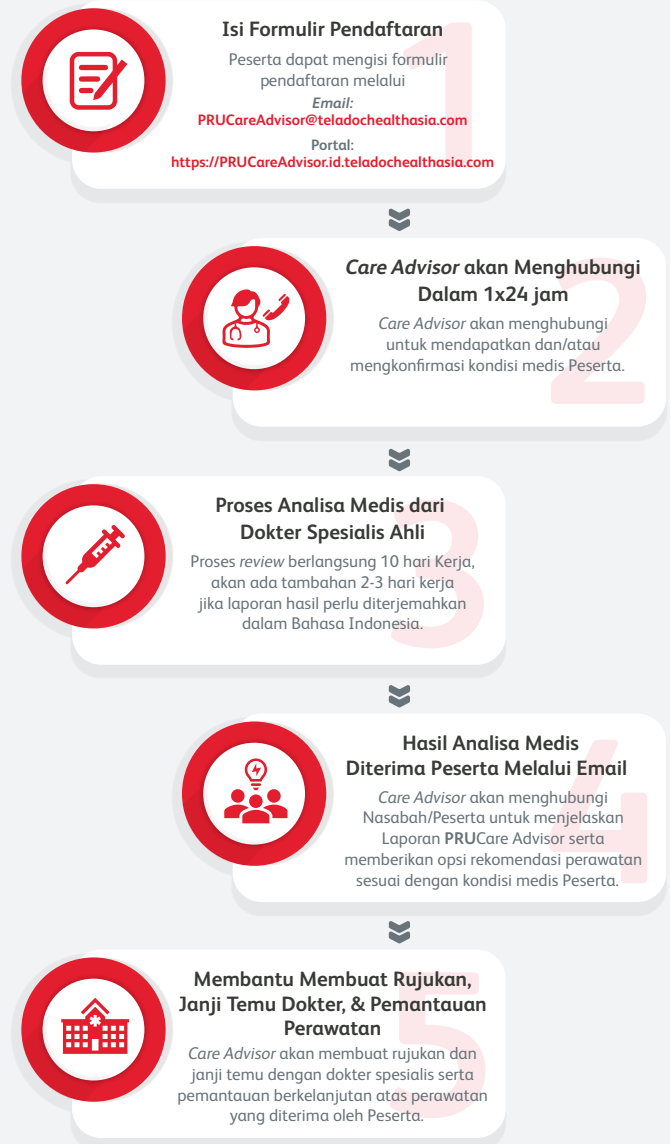 1
Isi Formulir Pendaftaran
Peserta dapat mengisi formulir
pendaftaran melalui
Email:
PRUCareAdvisor@teladochealthasia.com
Portal:
https://PRUCareAdvisor.id.teladochealthasia.com
2
Care Advisor akan Menghubungi
Dalam 1x24 jam
Care Advisor akan menghubungi
untuk mendapatkan dan/atau
mengkonfirmasi kondisi medis Peserta.
3
Proses Analisa Medis dari
Dokter Spesialis Ahli
Proses review berlangsung 10 hari Kerja,
akan ada tambahan 2-3 hari kerja
jika laporan hasil perlu diterjemahkan
dalam Bahasa Indonesia.
4
Hasil Analisa Medis
Diterima Peserta Melalui Email
Care Advisor akan menghubungi
Nasabah/Peserta untuk menjelaskan
Laporan PRUCare Advisor serta
memberikan opsi rekomendasi perawatan
sesuai dengan kondisi medis Peserta.
5
Membantu Membuat Rujukan,
Janji Temu Dokter, & Pemantauan
Perawatan
Care Advisor akan membuat rujukan dan
janji temu dengan dokter spesialis serta
pemantauan berkelanjutan atas perawatan
yang diterima oleh Peserta.